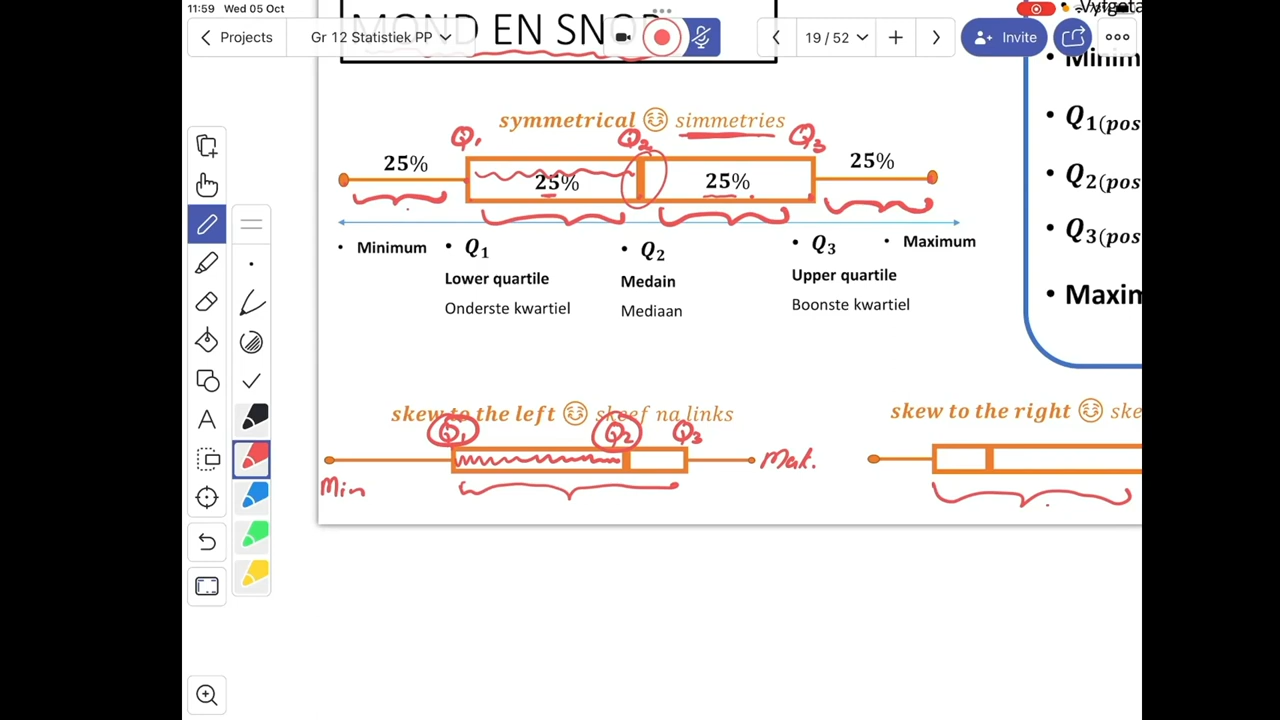 11:59 Wed 05 Oct
Projects
Gr 12 Statistiek PP
19 / 52
Invite
MOND EN SNOR
symmetrical 😊 simmetries
Q1 Q2 Q3
25% 25% 25% 25%
• Minimum • Q1 • Q2 • Q3 • Maximum
Lower quartile Medain Upper quartile
Onderste kwartiel Mediaan Boonste kwartiel
• Q1(pos
• Q2(pos
• Q3(pos
• Maxim
skew to the left 😊 skeef na links
Q1 Q2 Q3
Min Mak.
skew to the right 😊 ske
A